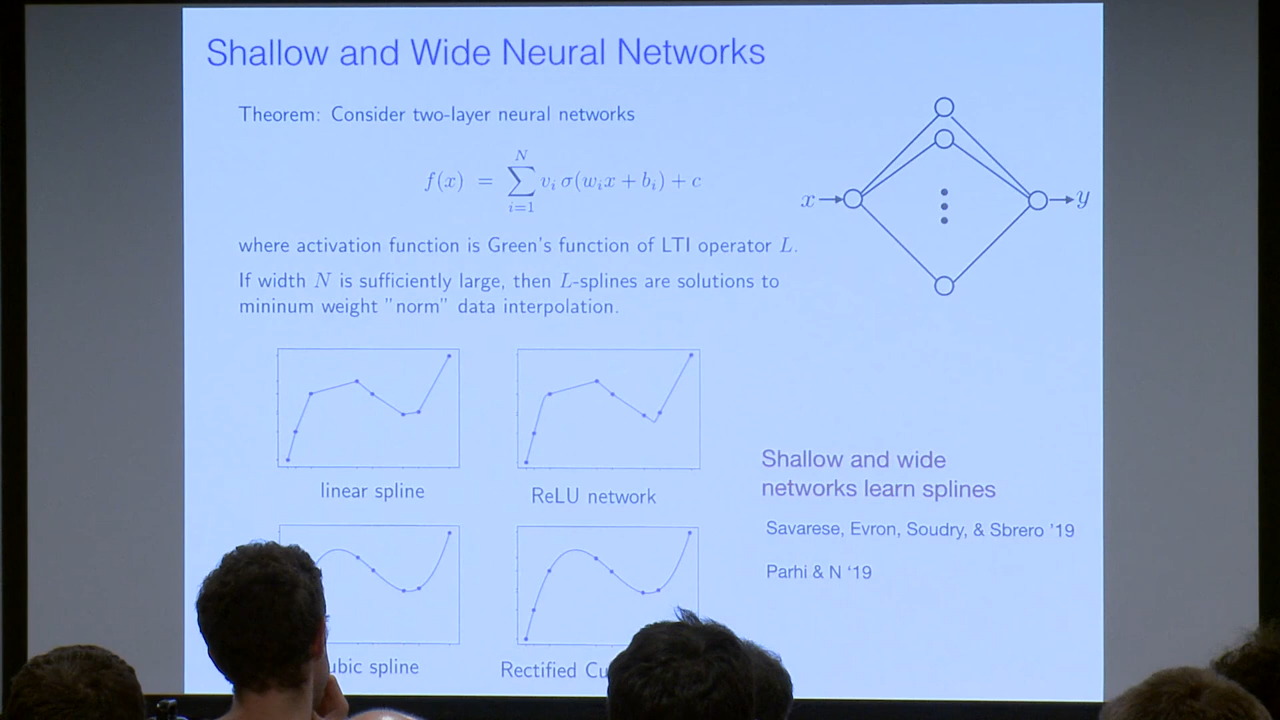 Shallow and Wide Neural Networks
Theorem: Consider two-layer neural networks
f(x) = ∑_{i=1}^{N} v_i σ(w_i x + b_i) + c
x
y
where activation function is Green's function of LTI operator L.
If width N is sufficiently large, then L-splines are solutions to
mininum weight "norm" data interpolation.
linear spline
ReLU network
Shallow and wide
networks learn splines
Savarese, Evron, Soudry, & Sbrero '19
Parhi & N '19
spline
Rectified